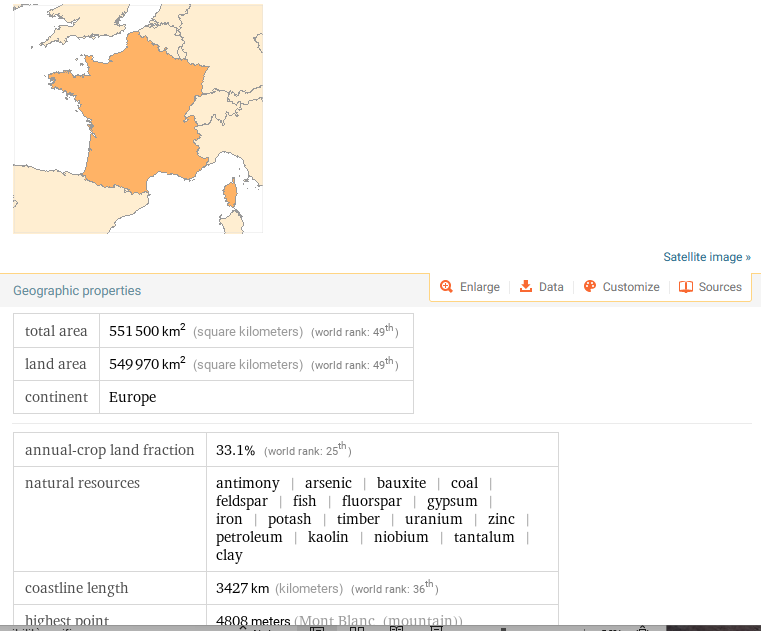 Satellite image »
Geographic properties
Enlarge Data Customize Sources
total area 551 500 km² (square kilometers) (world rank: 49th)
land area 549 970 km² (square kilometers) (world rank: 49th)
continent Europe
annual-crop land fraction 33.1% (world rank: 25th)
natural resources antimony | arsenic | bauxite | coal |
feldspar | fish | fluorspar | gypsum |
iron | potash | timber | uranium | zinc |
petroleum | kaolin | niobium | tantalum |
clay
coastline length 3427 km (kilometers) (world rank: 36th)
highest point 4808 meters (Mont Blanc (mountain))